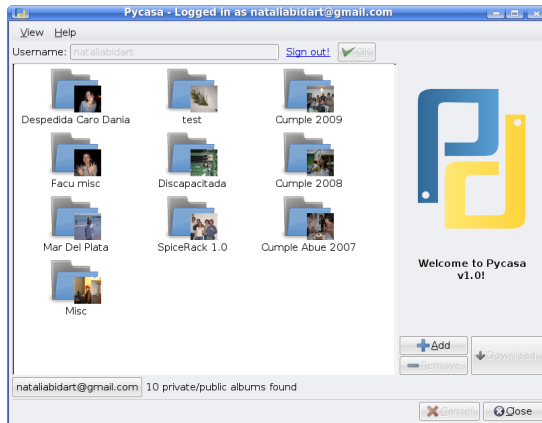 Pycasa - Logged in as nataliabidart@gmail.com
View Help
Username: nataliabidart Sign out! OK
Despedida Caro Dania test Cumple 2009
Facu misc Discapacitada Cumple 2008
Mar Del Plata SpiceRack 1.0 Cumple Abue 2007
Misc
Welcome to Pycasa
v1.0!
Add
Remove
Download!
nataliabidart@gmail.com 10 private/public albums found
Cancel Close